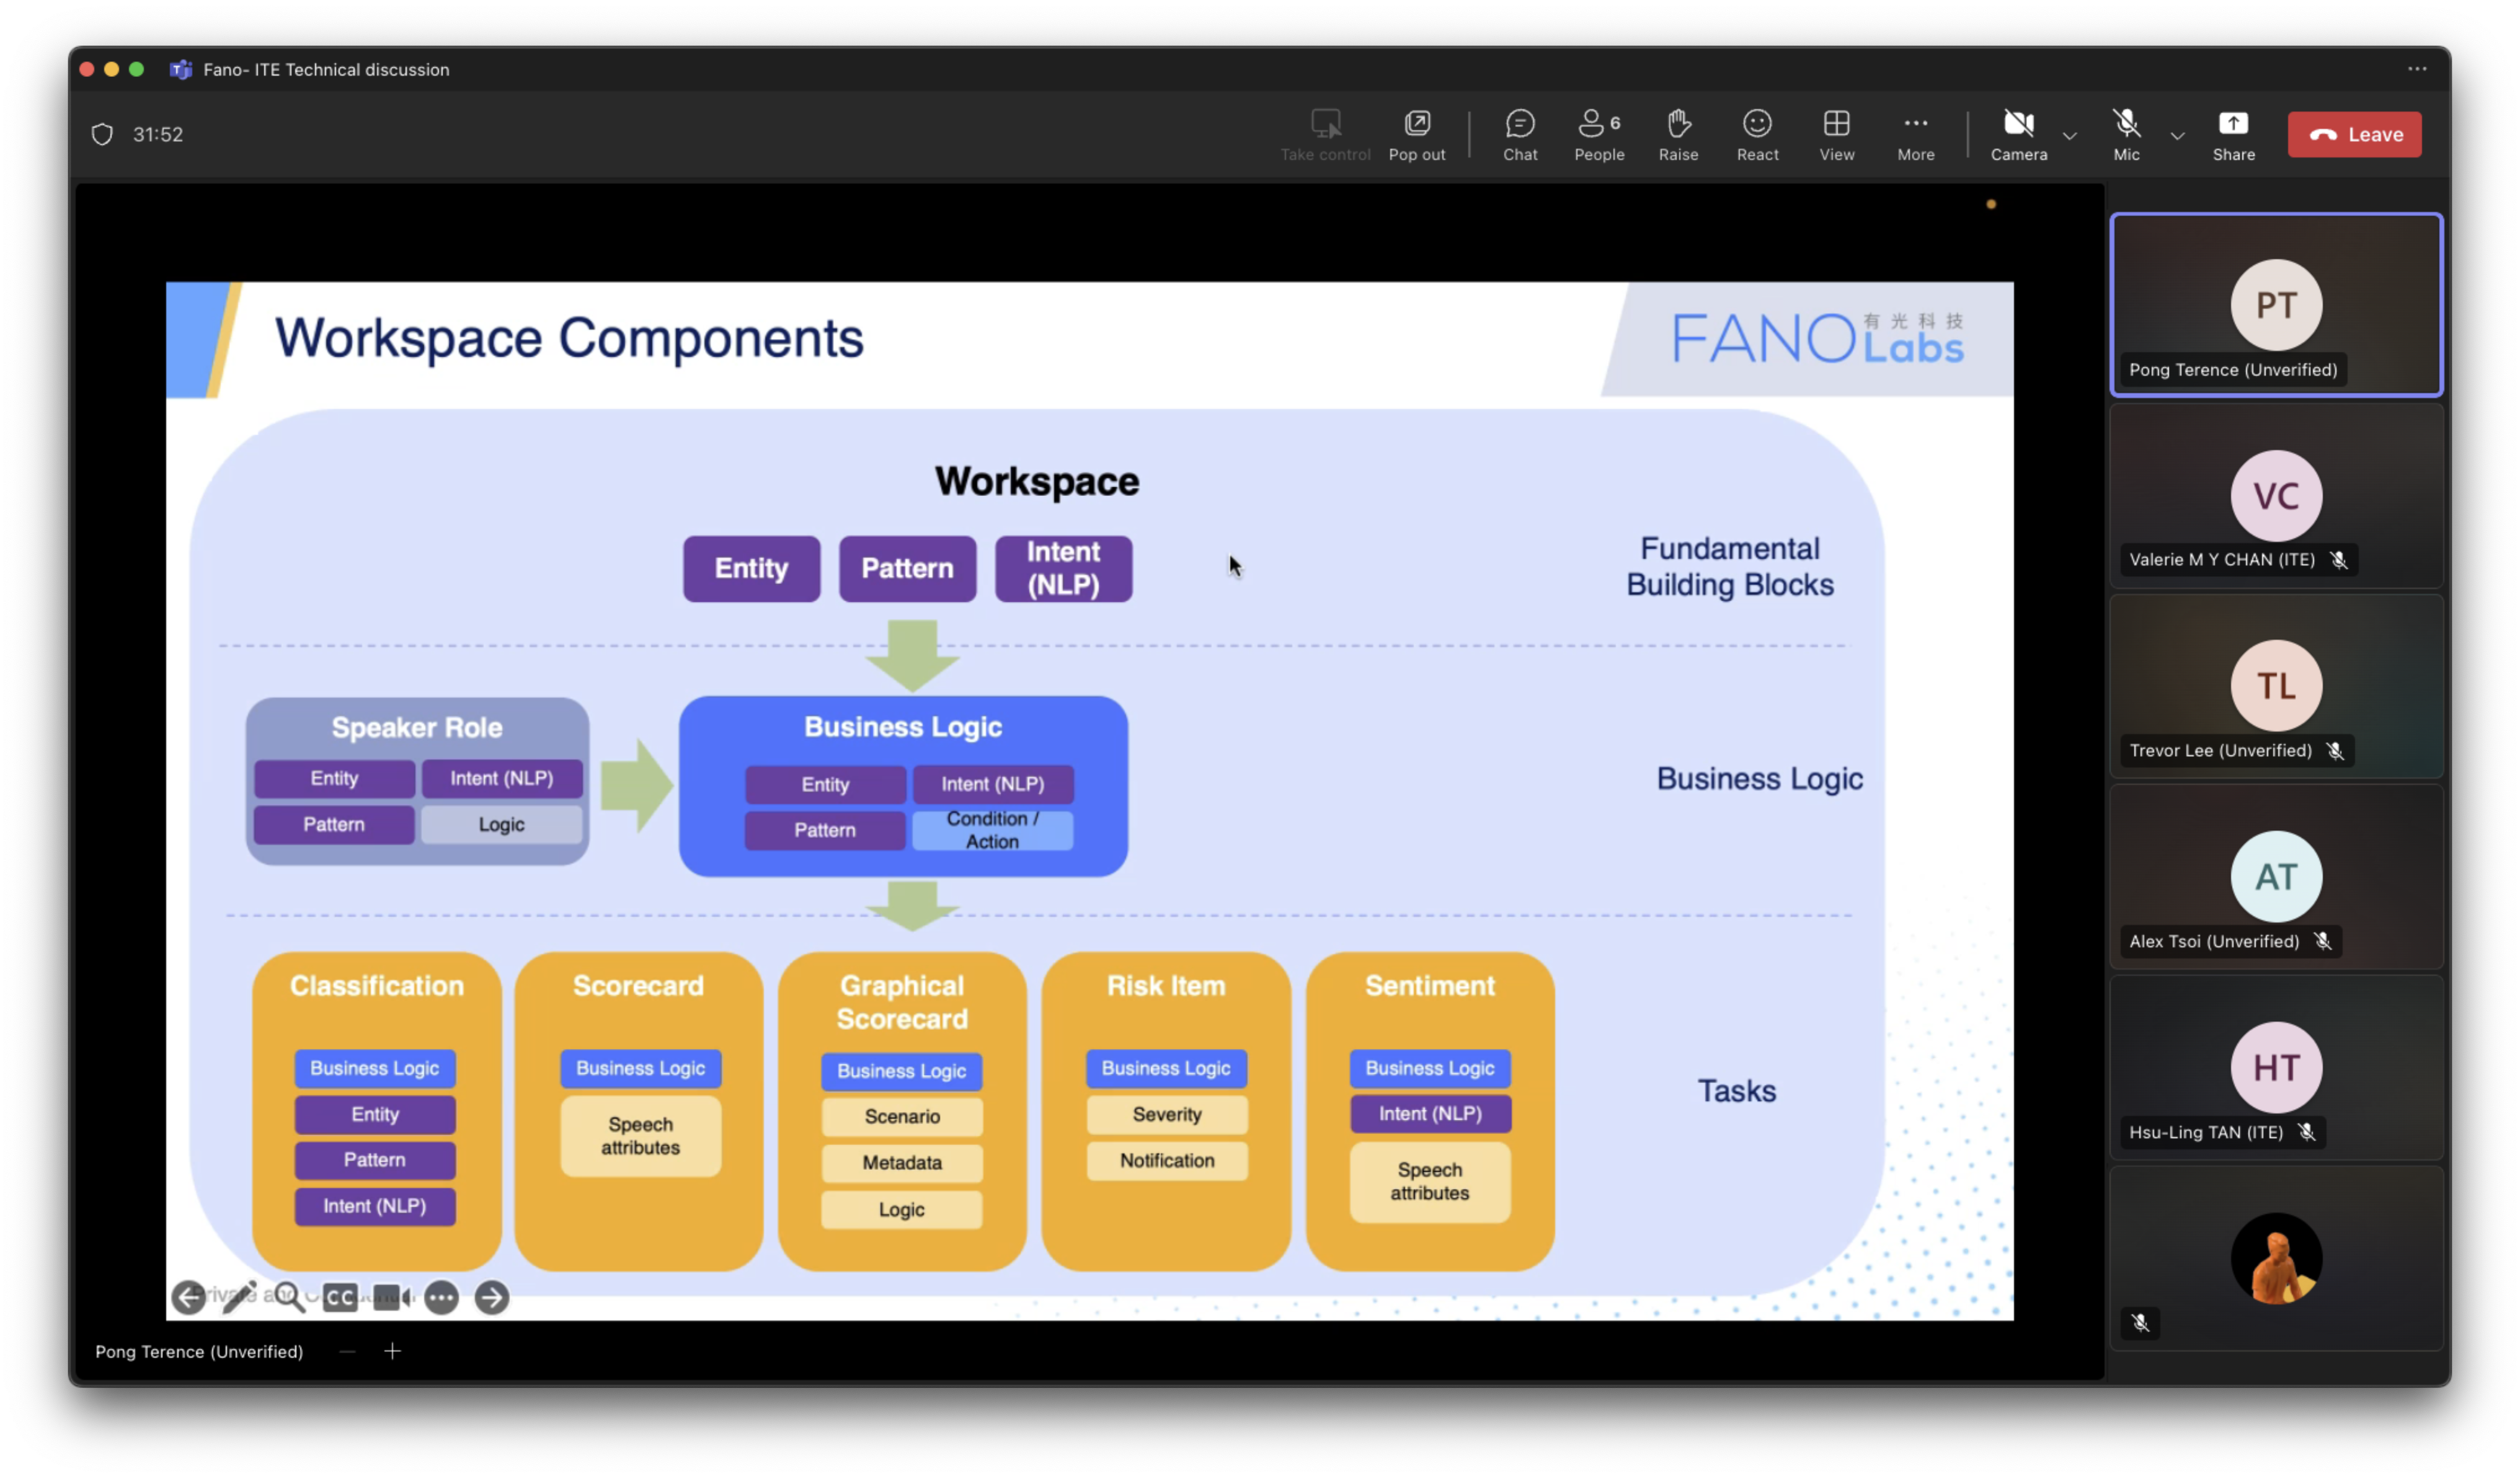 Fano- ITE Technical discussion
31:52
Take control
Pop out
Chat
6
People
Raise
React
View
More
Camera
Mic
Share
Leave
Workspace Components
FANO 有光科技
Labs
Workspace
Entity
Pattern
Intent
(NLP)
Fundamental
Building Blocks
Speaker Role
Entity
Intent (NLP)
Pattern
Logic
Business Logic
Entity
Intent (NLP)
Pattern
Condition /
Action
Business Logic
Classification
Business Logic
Entity
Pattern
Intent (NLP)
Scorecard
Business Logic
Speech
attributes
Graphical
Scorecard
Business Logic
Scenario
Metadata
Logic
Risk Item
Business Logic
Severity
Notification
Sentiment
Business Logic
Intent (NLP)
Speech
attributes
Tasks
Private and
CC
Pong Terence (Unverified)
PT
Pong Terence (Unverified)
VC
Valerie M Y CHAN (ITE)
TL
Trevor Lee (Unverified)
AT
Alex Tsoi (Unverified)
HT
Hsu-Ling TAN (ITE)